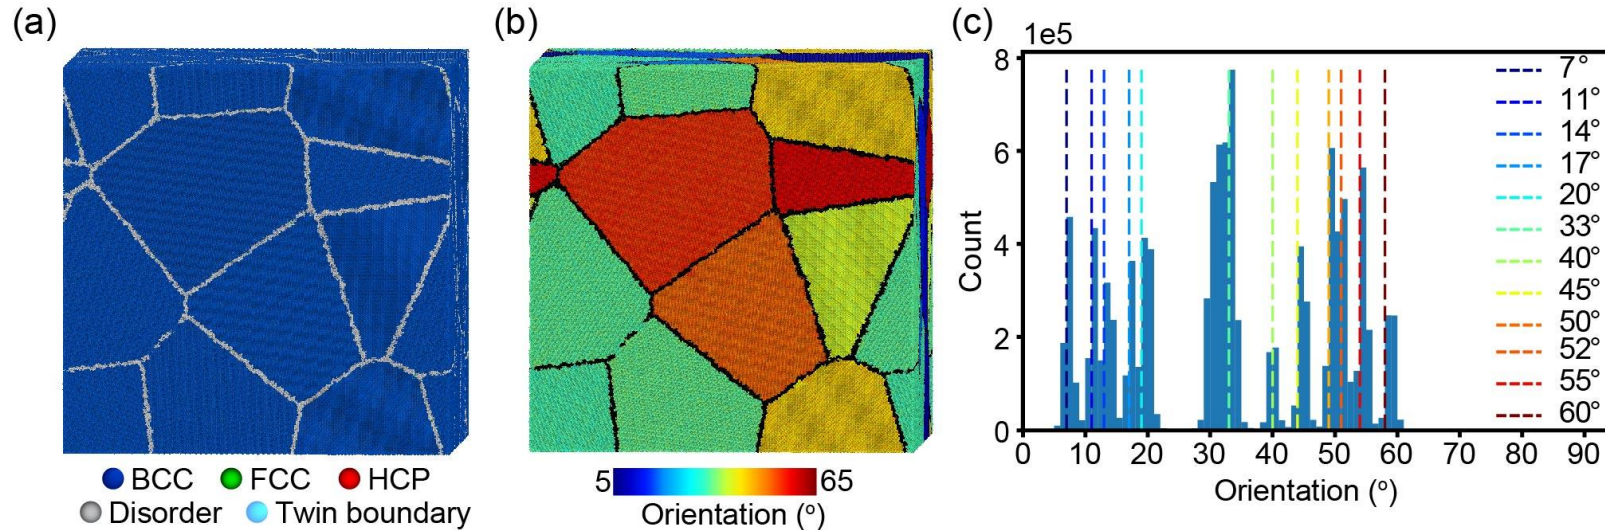 (a)
BCC FCC HCP
Disorder Twin boundary
(b)
5 65
Orientation (°)
(c)
1e5
8
6
4
2
0
Count
0 10 20 30 40 50 60 70 80 90
Orientation (°)
7°
11°
14°
17°
20°
33°
40°
45°
50°
52°
55°
60°